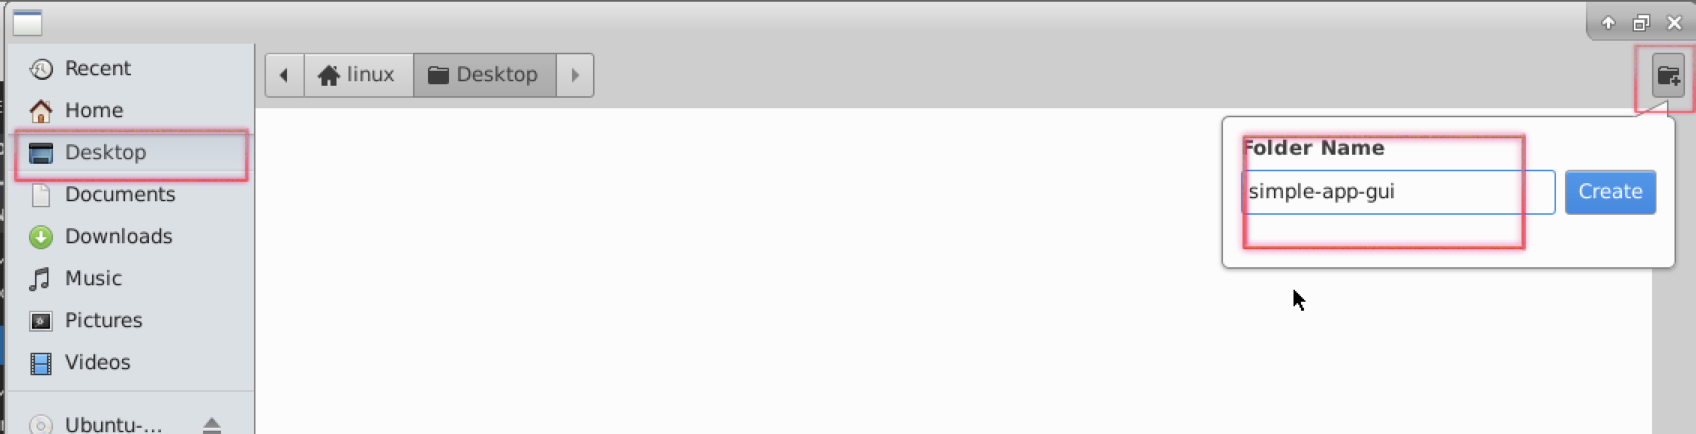 Recent
Home
Desktop
Documents
Downloads
Music
Pictures
Videos
Ubuntu-...
linux
Desktop
Folder Name
simple-app-gui
Create